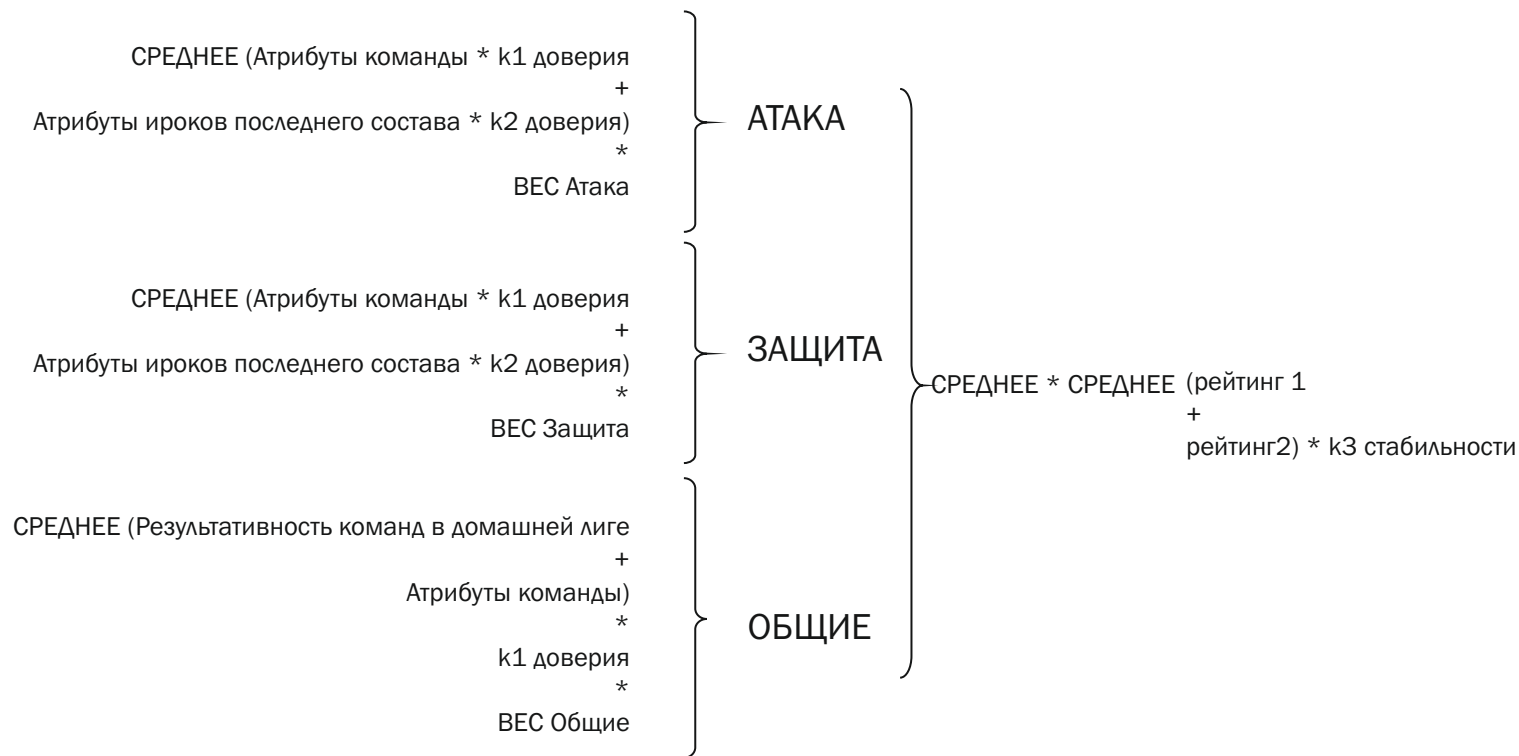 СРЕДНЕЕ (Атрибуты команды * k1 доверия
+
Атрибуты ироков последнего состава * k2 доверия)
*
ВЕС Атака
АТАКА
СРЕДНЕЕ (Атрибуты команды * k1 доверия
+
Атрибуты ироков последнего состава * k2 доверия)
*
ВЕС Защита
ЗАЩИТА
СРЕДНЕЕ (Результативность команд в домашней лиге
+
Атрибуты команды)
*
k1 доверия
*
ВЕС Общие
ОБЩИЕ
СРЕДНЕЕ * СРЕДНЕЕ (рейтинг 1
+
рейтинг2) * k3 стабильности